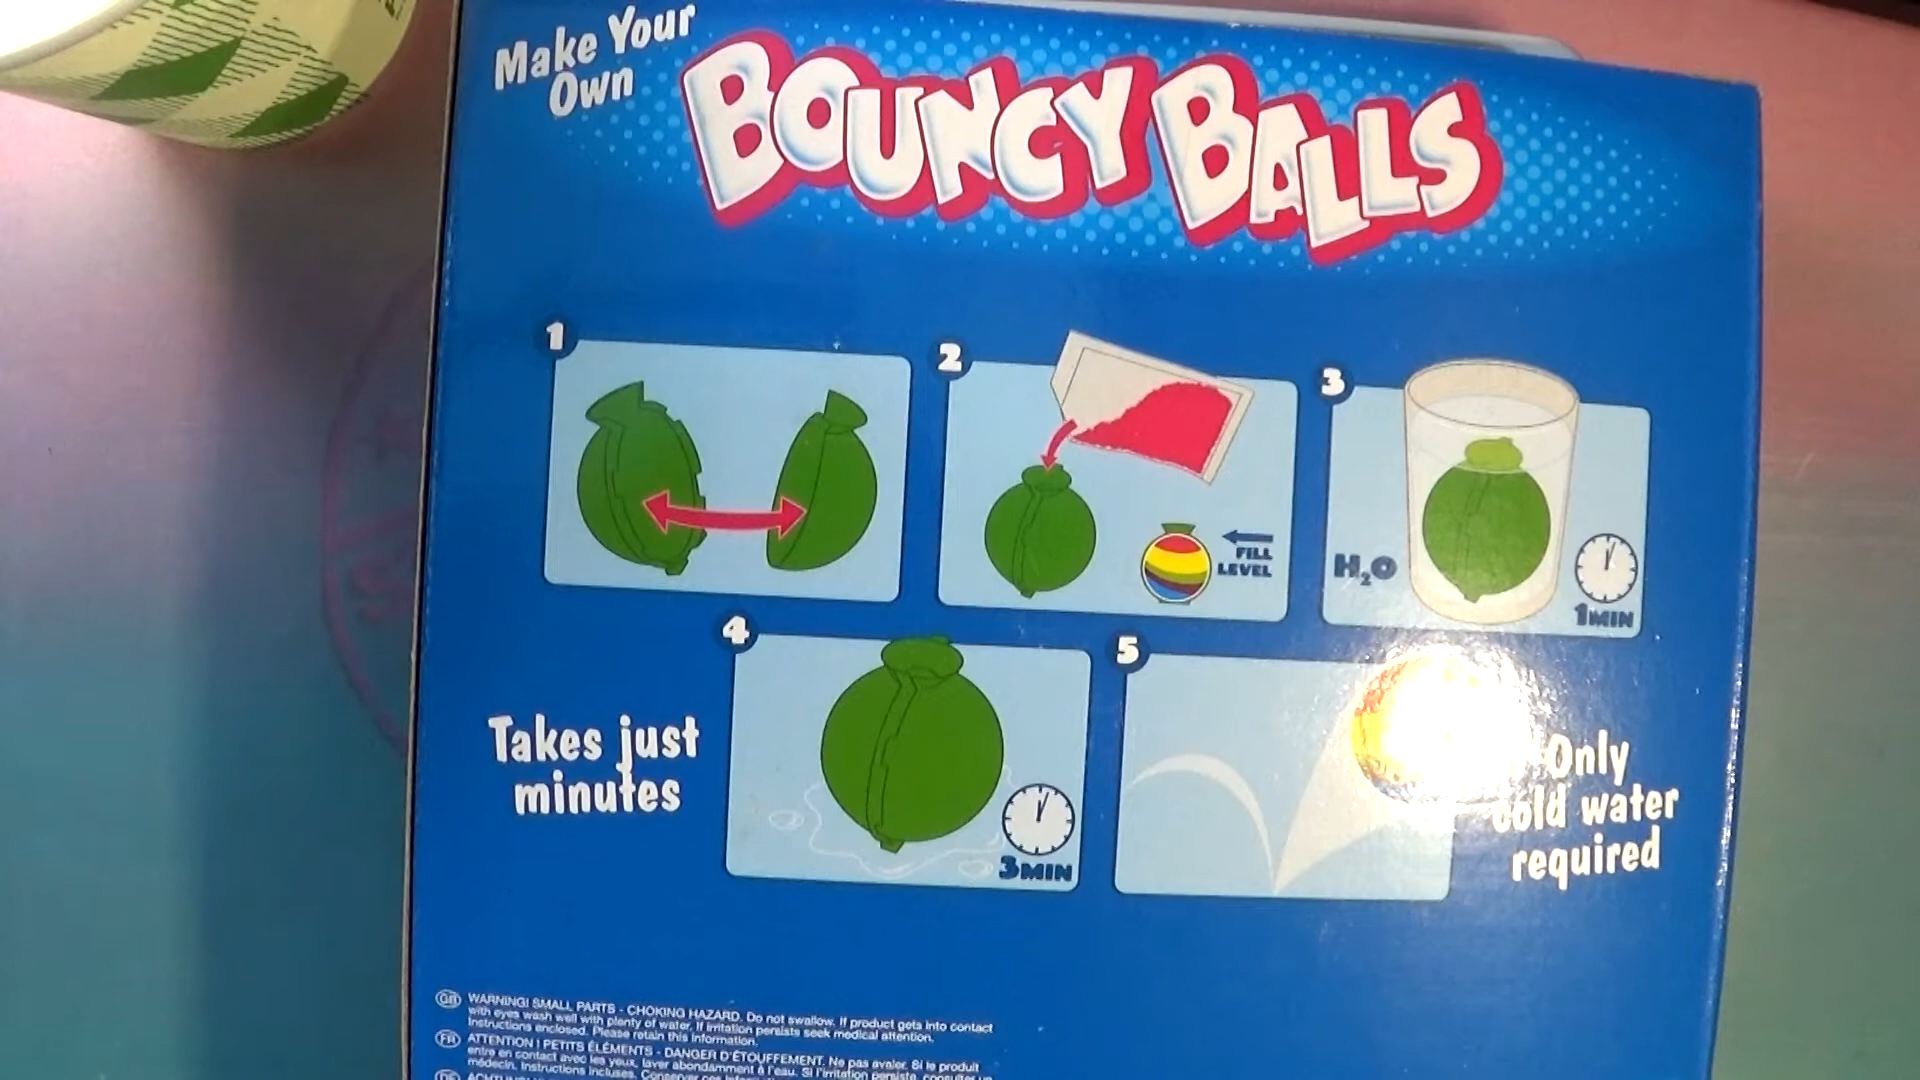 Make Your
Own
BOUNCY BALLS
1
2
FILL
LEVEL
3
H₂O
1MIN
4
3MIN
5
Takes just
minutes
Only
cold water
required
GB WARNING! SMALL PARTS - CHOKING HAZARD. Do not swallow. If product gets into contact
with eyes wash well with plenty of water. If irritation persists seek medical attention.
Instructions enclosed. Please retain this information.
FR ATTENTION ! PETITS ÉLÉMENTS - DANGER D'ÉTOUFFEMENT. Ne pas avaler. Si le produit
entre en contact avec les yeux, laver abondamment à l'eau. Si l'irritation persiste, consulter un
médecin. Instructions incluses. Conserver ces